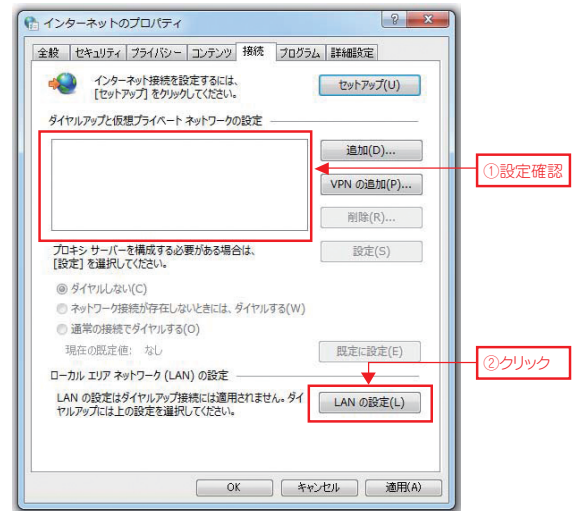 インターネットのプロパティ
全般 セキュリティ プライバシー コンテンツ 接続 プログラム 詳細設定
インターネット接続を設定するには、
[セットアップ] をクリックしてください。
セットアップ(U)
ダイヤルアップと仮想プライベート ネットワークの設定
追加(D)...
①設定確認
VPN の追加(P)...
削除(R)...
プロキシ サーバーを構成する必要がある場合は、
[設定] を選択してください。
設定(S)
ダイヤルしない(C)
ネットワーク接続が存在しないときには、ダイヤルする(W)
通常の接続でダイヤルする(O)
現在の既定値: なし
既定に設定(E)
②クリック
ローカル エリア ネットワーク (LAN) の設定
LAN の設定はダイヤルアップ接続には適用されません。ダイ
ヤルアップには上の設定を選択してください。
LAN の設定(L)
OK キャンセル 適用(A)